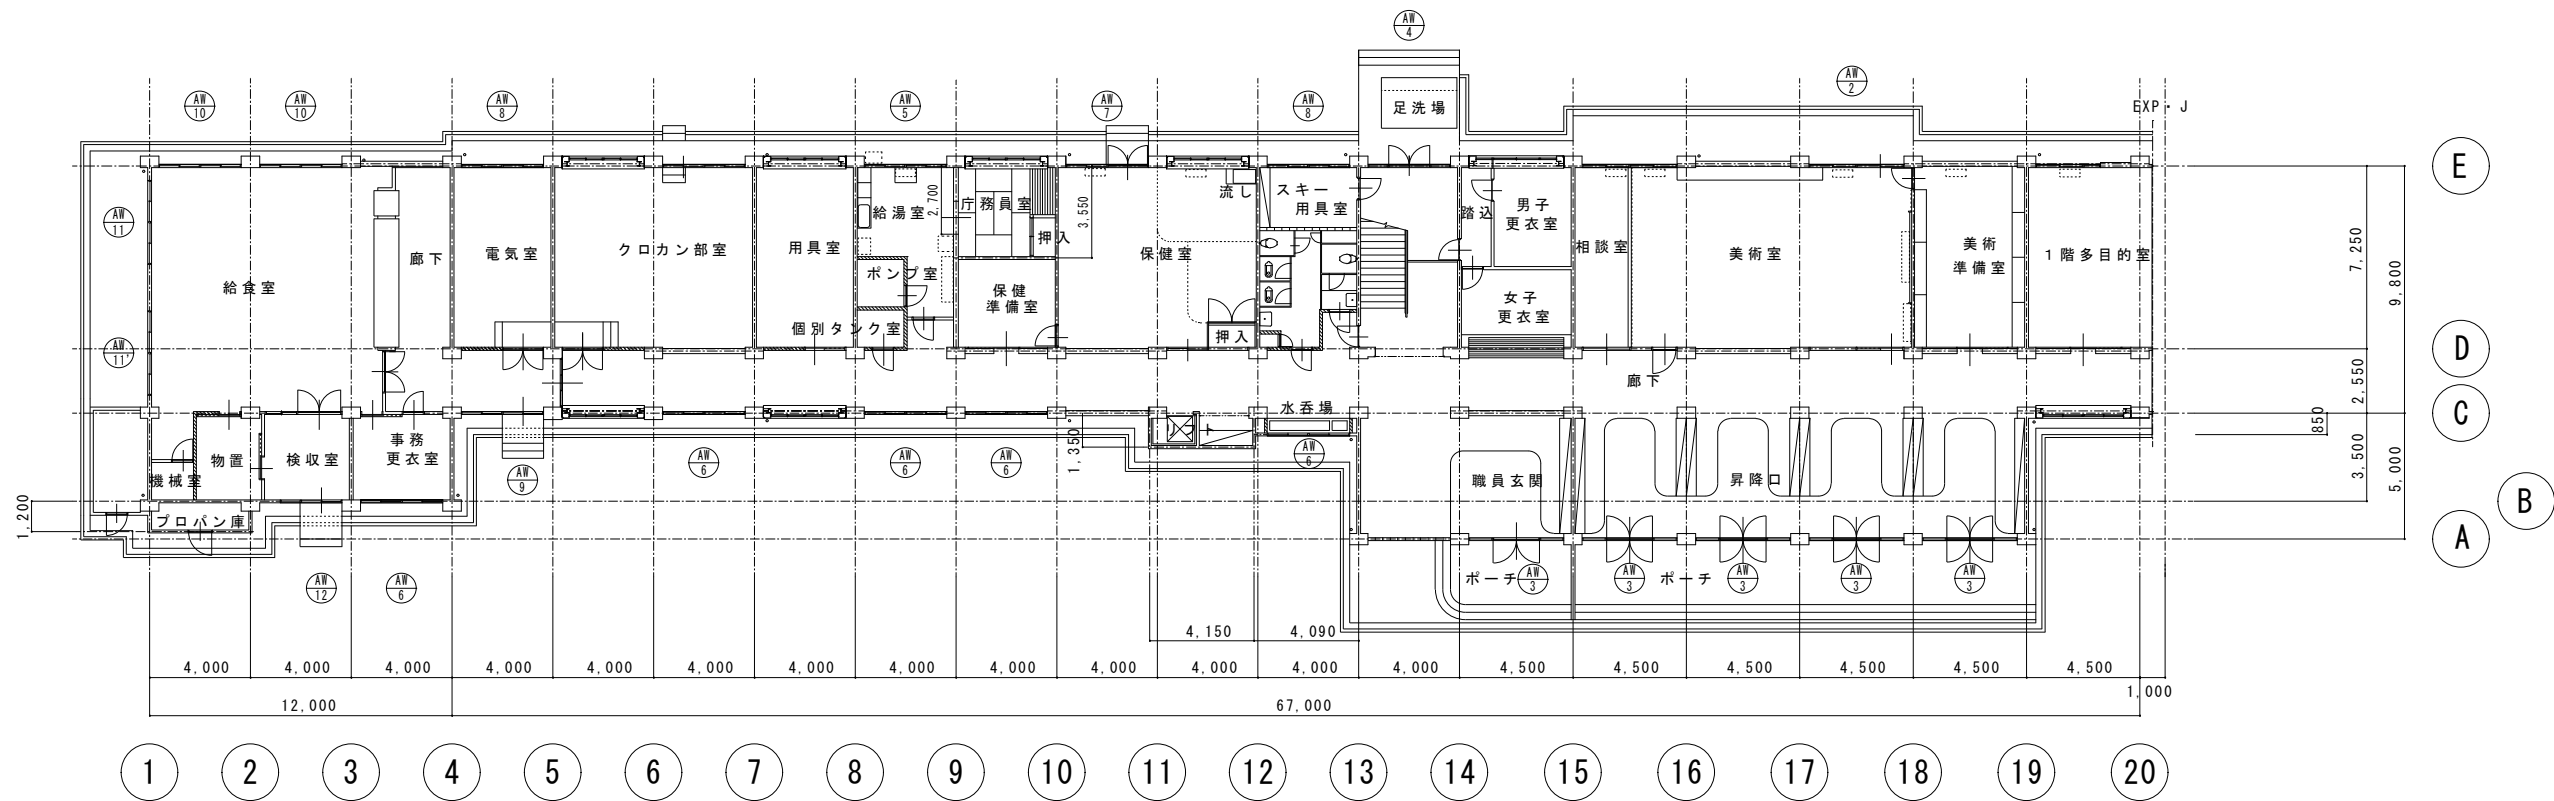 AW
4
AW
2
AW
10
AW
10
AW
8
AW
5
AW
7
AW
8
足洗場
EXP・J
E
流し
スキー
用具室
踏込
男子
更衣室
2,700
給湯室
庁務員室
3,550
押入
AW
11
廊下
電気室
クロカン部室
用具室
保健室
相談室
美術室
美術
準備室
1階多目的室
7,250
9,800
給食室
ポンプ室
保健
準備室
女子
更衣室
個別タンク室
押入
AW
11'
D
廊下
2,550
C
水呑場
リフト
850
1,350
事務
更衣室
物置
検収室
機械室
AW
6
AW
6
AW
6
AW
6
AW
9
職員玄関
昇降口
3,500
5,000
B
1,200
プロパン庫
A
AW
12
AW
6
ポーチ
AW
3
AW
3
ポーチ
AW
3
AW
3
AW
3
4,150
4,090
4,000
4,000
4,000
4,000
4,000
4,000
4,000
4,000
4,000
4,000
4,000
4,000
4,000
4,500
4,500
4,500
4,500
4,500
4,500
1,000
12,000
67,000
1
2
3
4
5
6
7
8
9
10
11
12
13
14
15
16
17
18
19
20